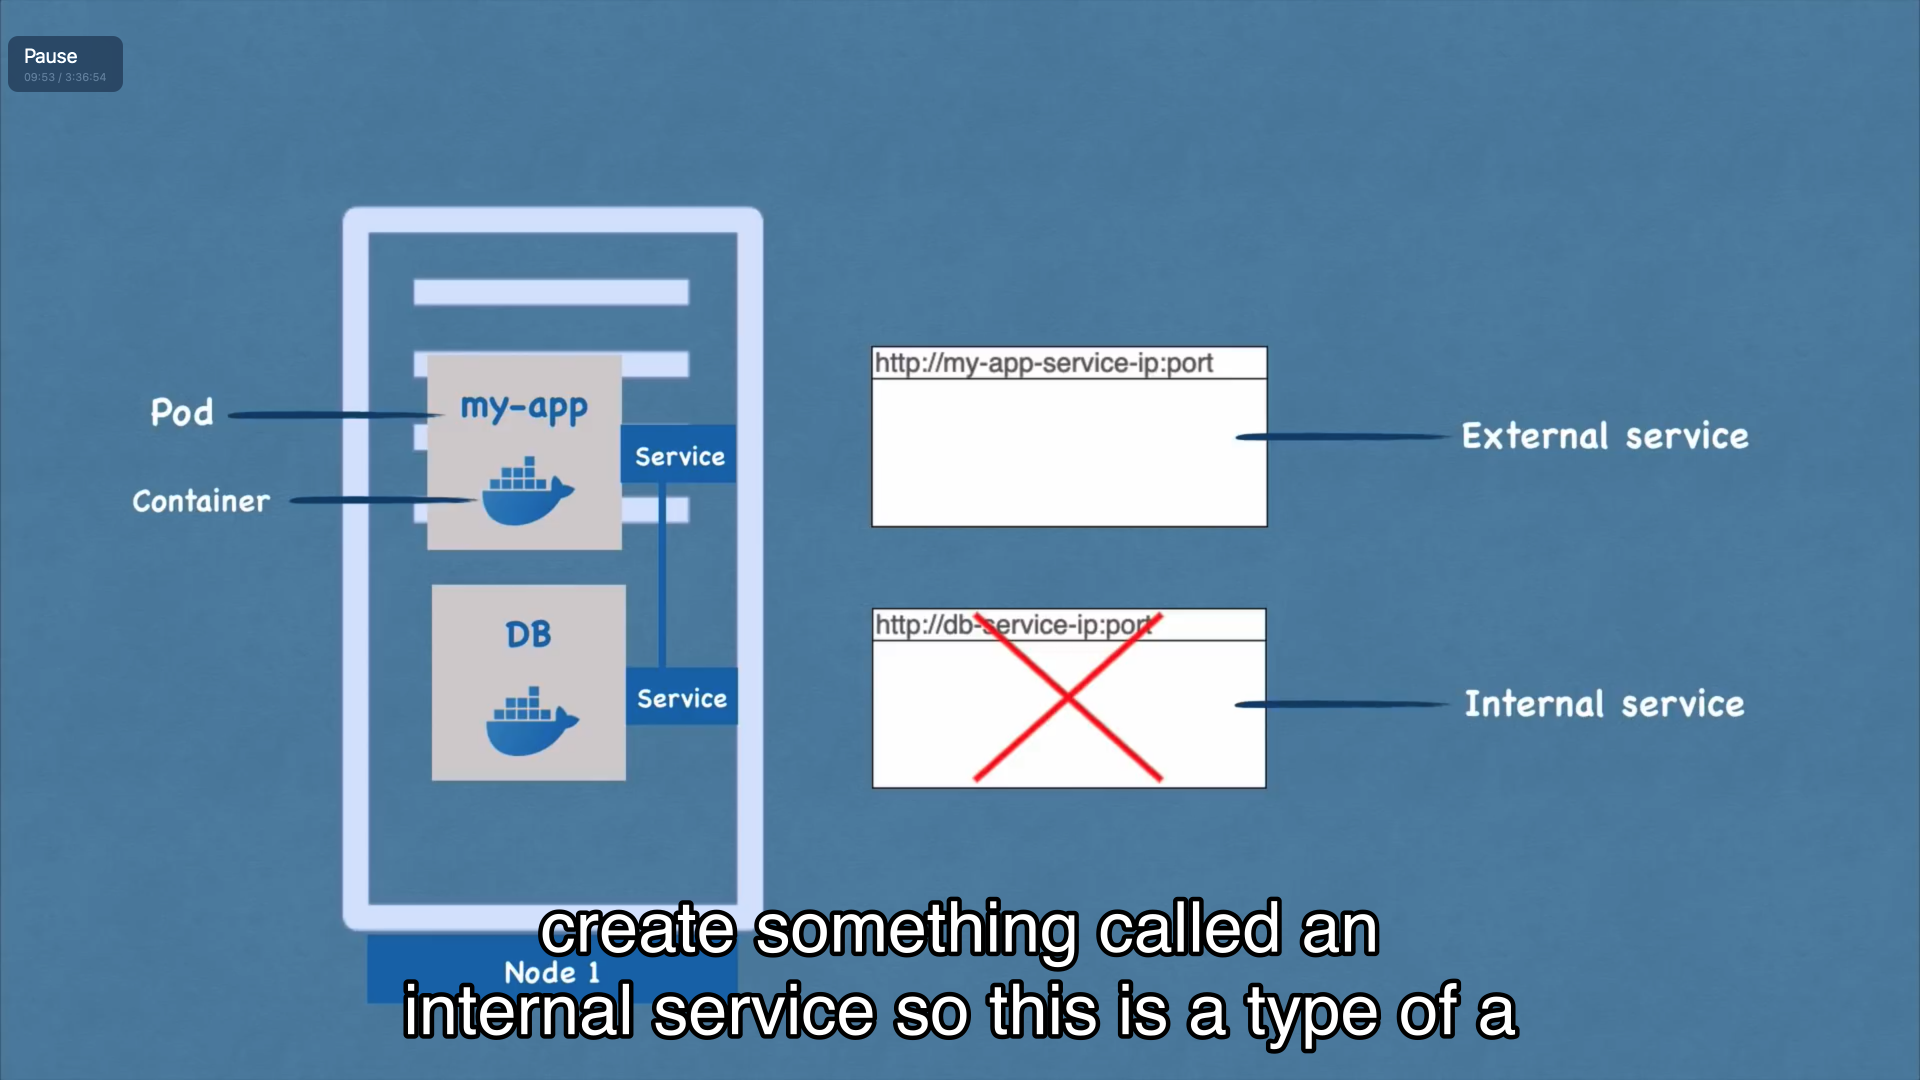 Pause
09:53 / 3:36:54
Pod
Container
my-app
Service
DB
Service
http://my-app-service-ip:port
External service
http://db-service-ip:port
Internal service
Node 1
create something called an
internal service so this is a type of a